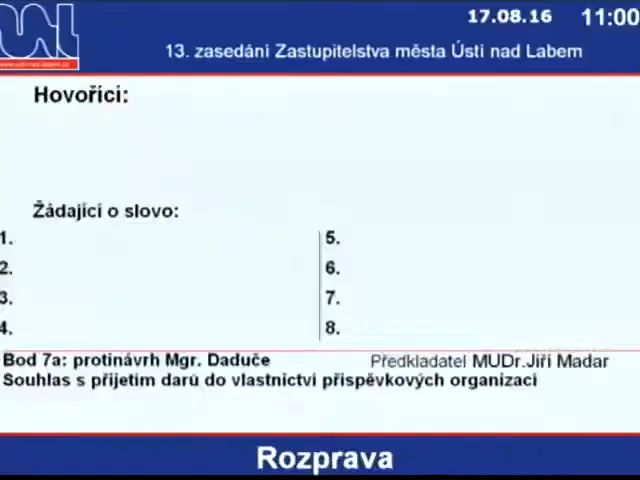 17.08.16 11:00
13. zasedání Zastupitelstva města Ústí nad Labem
Hovořící:
Žádající o slovo:
1.
2.
3.
4.
5.
6.
7.
8.
Bod 7a: protinávrh Mgr. Daduče
Předkladatel MUDr.Jiří Madar
Souhlas s přijetím darů do vlastnictví příspěvkových organizací
Rozprava